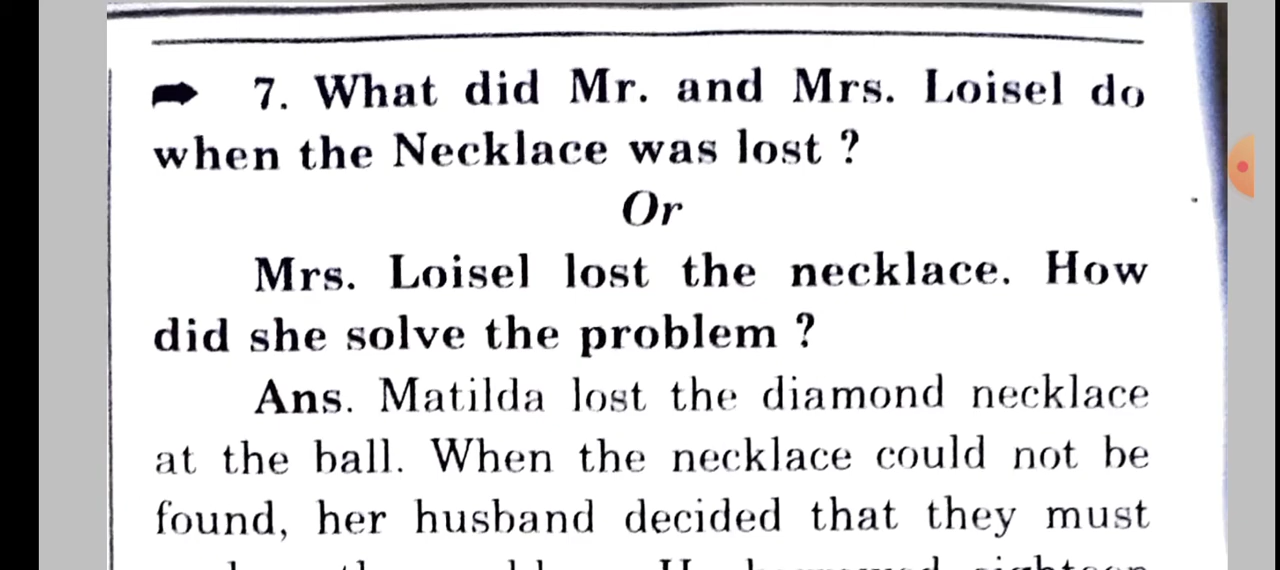 7. What did Mr. and Mrs. Loisel do
when the Necklace was lost ?
Or
Mrs. Loisel lost the necklace. How
did she solve the problem ?
Ans. Matilda lost the diamond necklace
at the ball. When the necklace could not be
found, her husband decided that they must